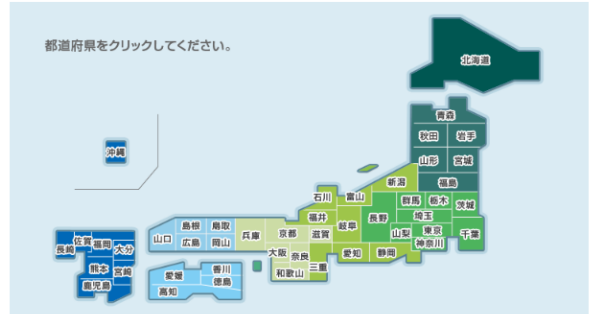 都道府県をクリックしてください。
北海道
青森
秋田
岩手
山形
宮城
福島
沖縄
新潟
群馬
栃木
茨城
埼玉
長野
山梨
東京
神奈川
千葉
石川
富山
福井
岐阜
愛知
静岡
三重
兵庫
京都
滋賀
大阪
奈良
和歌山
島根
鳥取
山口
広島
岡山
愛媛
香川
徳島
高知
長崎
佐賀
福岡
大分
熊本
宮崎
鹿児島